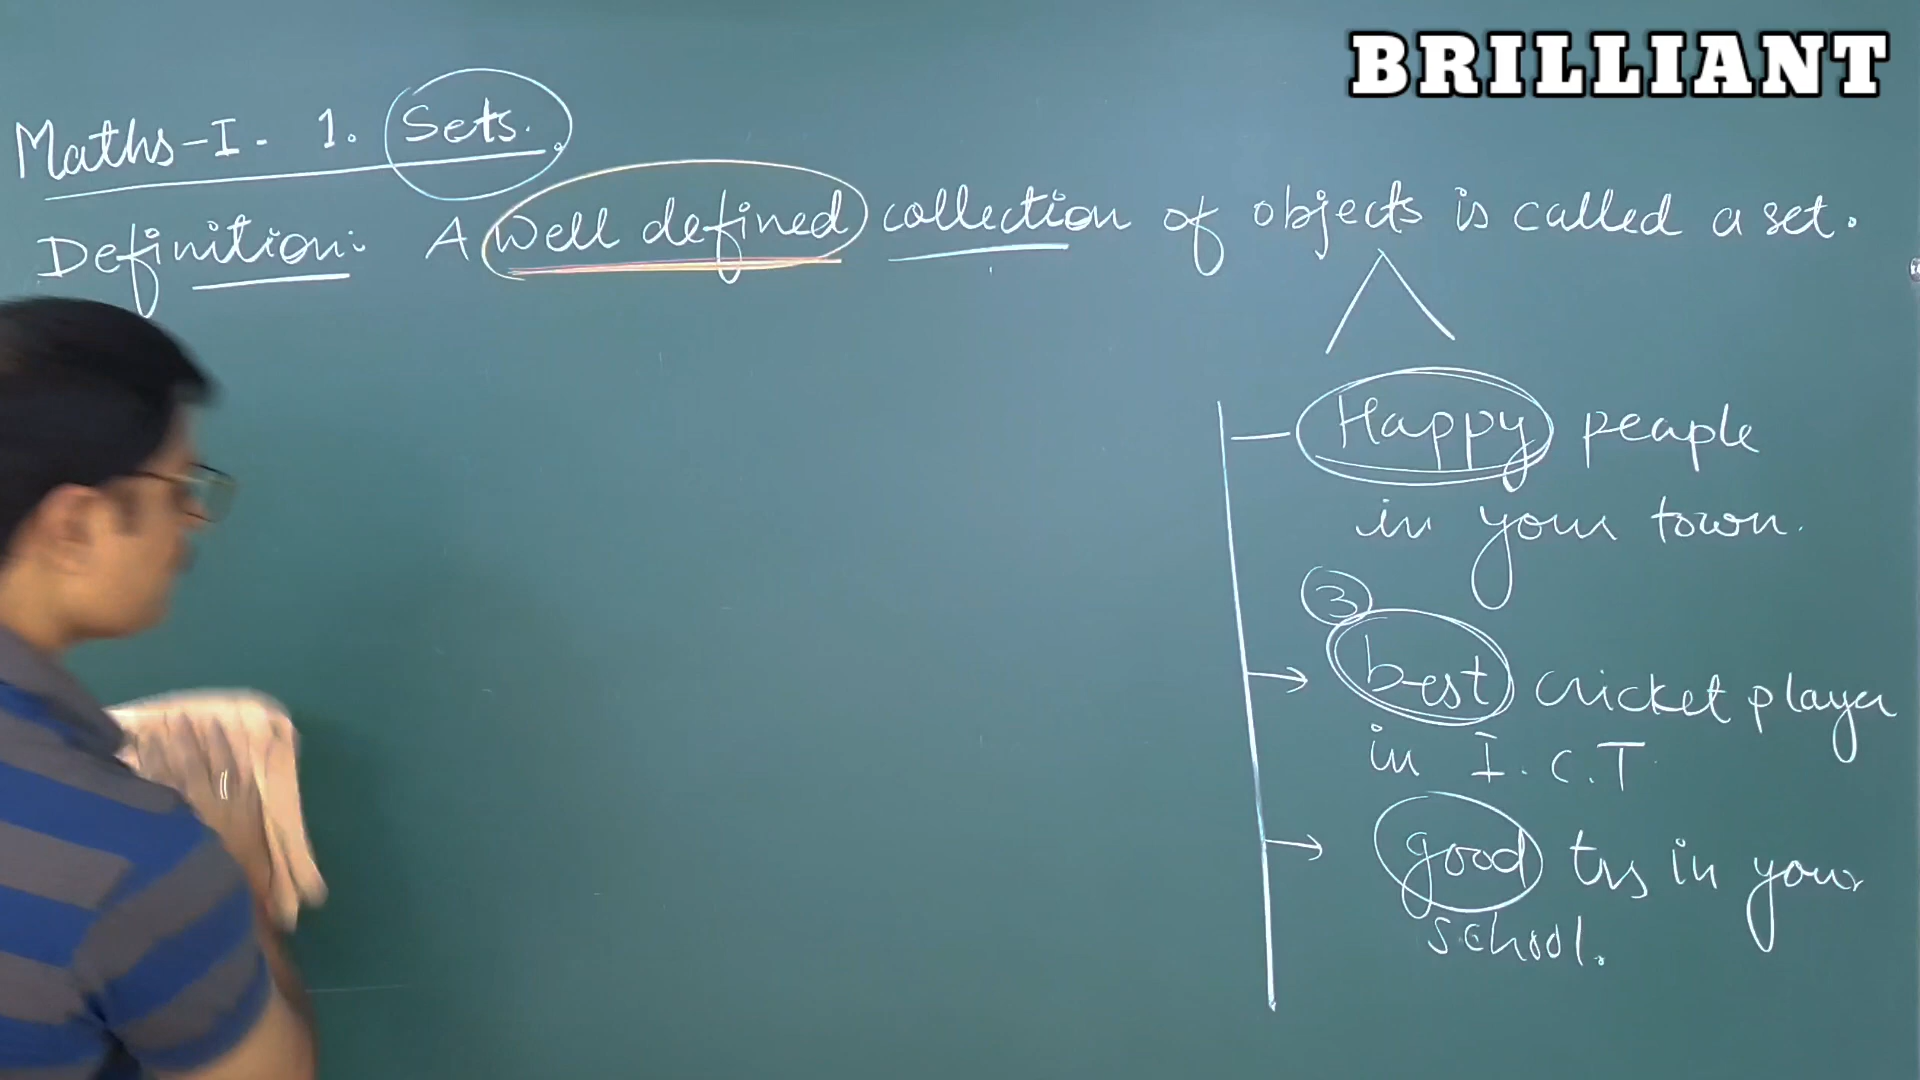 BRILLIANT
Maths-I. 1. Sets.
Definition: A well defined collection of objects is called a set.
Happy people
in your town.
3
best cricket player
in I.C.T
good trs in your
school.